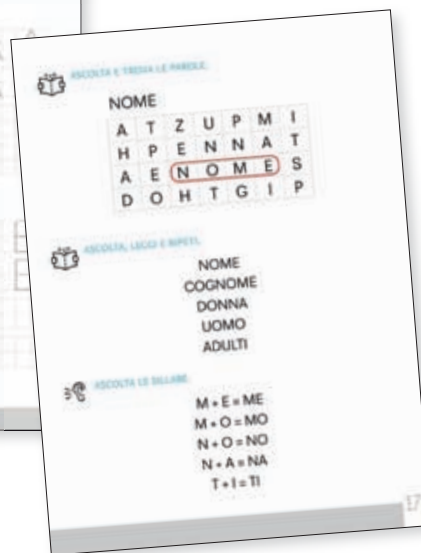 ASCOLTA E TROVA LE PAROLE.
NOME
A T Z U P M I
H P E N N A T
A E N O M E S
D O H T G I P
ASCOLTA, LEGGI E RIPETI.
NOME
COGNOME
DONNA
UOMO
ADULTI
ASCOLTA LE SILLABE.
M + E = ME
M + O = MO
N + O = NO
N + A = NA
T + I = TI
17